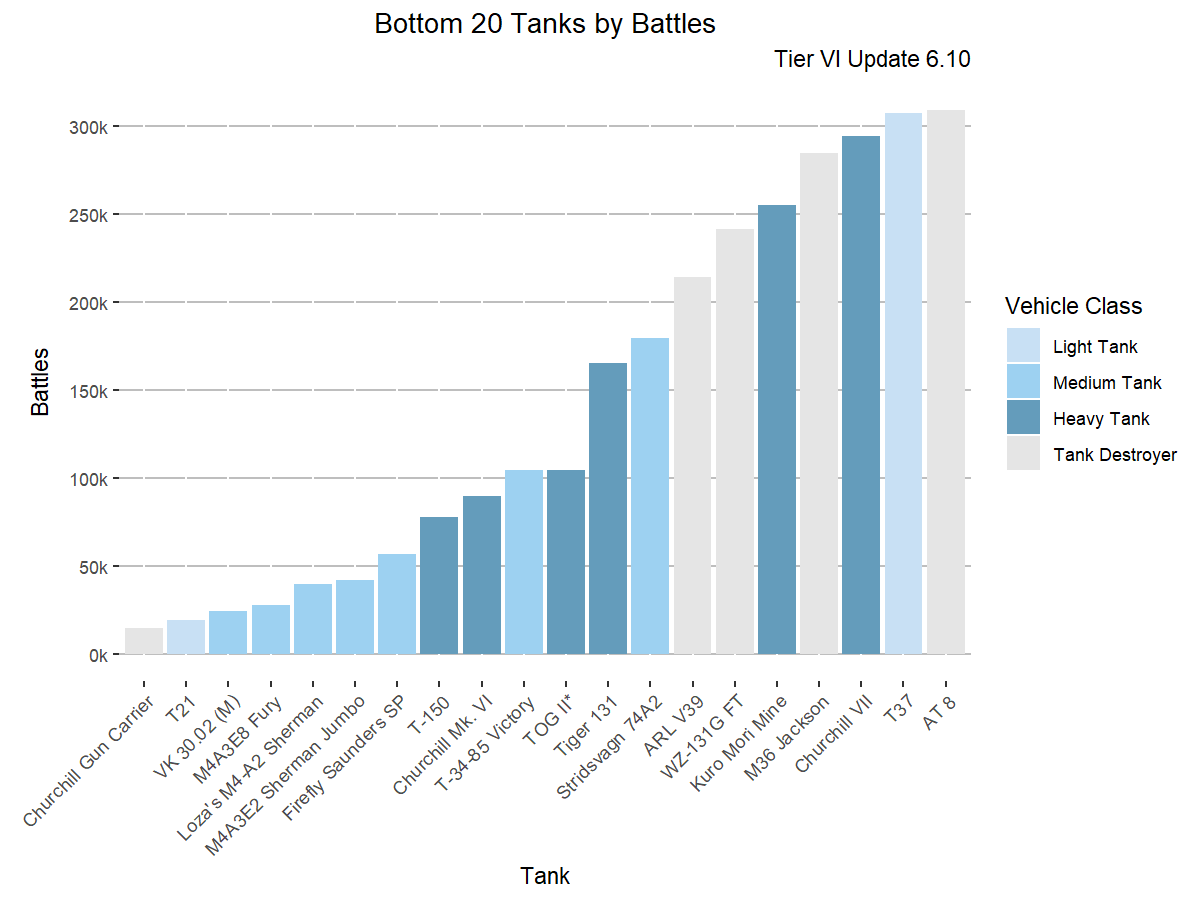 Bottom 20 Tanks by Battles
Tier VI Update 6.10
Battles
300k
250k
200k
150k
100k
50k
0k
Churchill Gun Carrier
T21
VK 30.02 (M)
M4A3E8 Fury
Loza's M4-A2 Sherman
M4A3E2 Sherman Jumbo
Firefly Saunders SP
T-150
Churchill Mk. VI
T-34-85 Victory
TOG II*
Tiger 131
Stridsvagn 74A2
ARL V39
WZ-131G FT
Kuro Mori Mine
M36 Jackson
Churchill VII
T37
AT 8
Tank
Vehicle Class
Light Tank
Medium Tank
Heavy Tank
Tank Destroyer